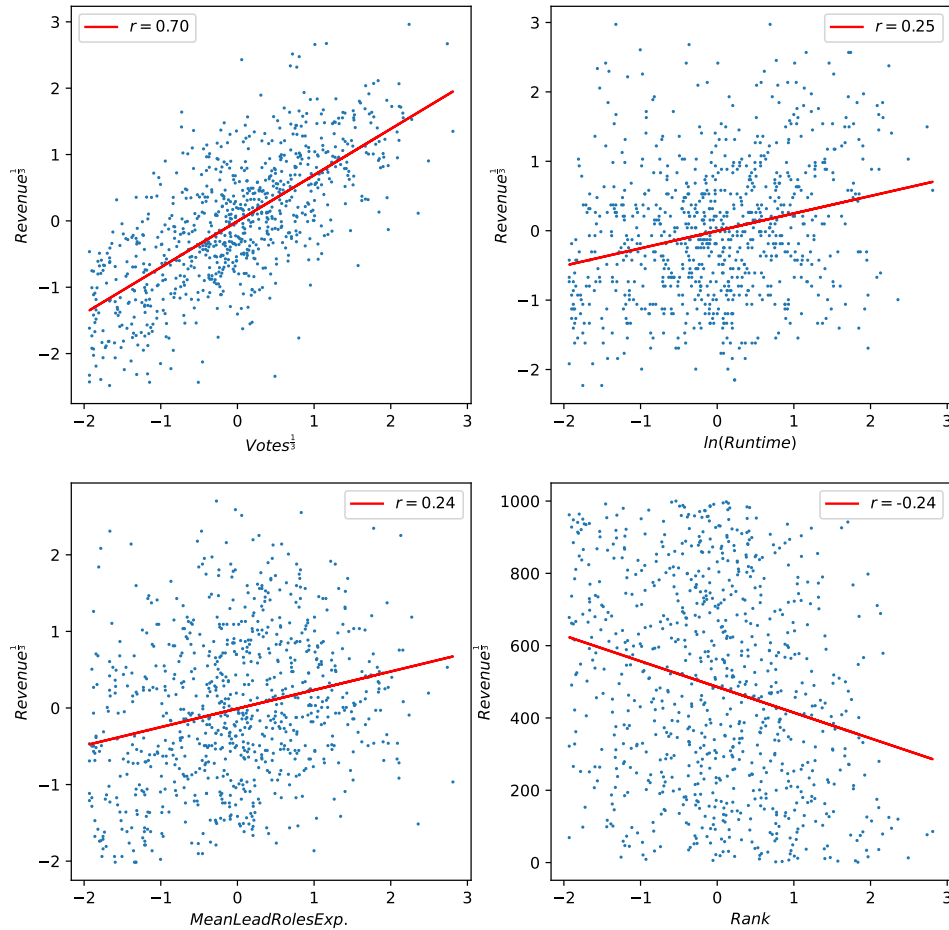 r = 0.70
3
2
1
0
−1
−2
Revenue^{1/3}
−2 −1 0 1 2 3
Votes^{1/3}
r = 0.25
3
2
1
0
−1
−2
Revenue^{1/3}
−2 −1 0 1 2 3
ln(Runtime)
r = 0.24
2
1
0
−1
−2
Revenue^{1/3}
−2 −1 0 1 2 3
MeanLeadRolesExp.
r = -0.24
1000
800
600
400
200
0
Revenue^{1/3}
−2 −1 0 1 2 3
Rank